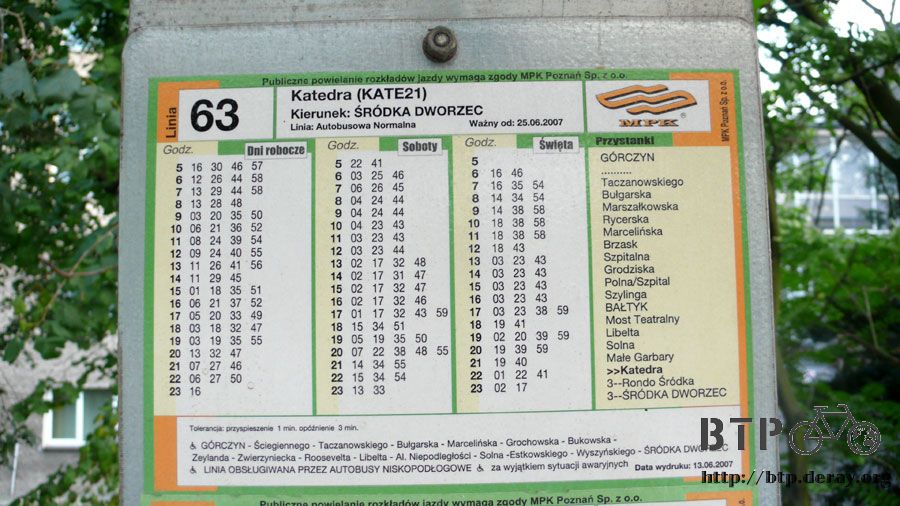 Publiczne powielanie rozkładów jazdy wymaga zgody MPK Poznań Sp. z o.o.
Linia
63
Katedra (KATE21)
Kierunek: ŚRÓDKA DWORZEC
Linia: Autobusowa Normalna
Ważny od: 25.06.2007
MPK ®
MPK Poznań Sp. z o.o.
Godz. Dni robocze
5 16 30 46 57
6 12 26 44 58
7 13 29 44 58
8 13 28 48
9 03 20 35 50
10 06 21 36 52
11 08 24 39 54
12 09 24 40 55
13 11 26 41 56
14 11 29 45
15 01 18 35 51
16 06 21 37 52
17 05 20 33 49
18 03 18 32 47
19 03 19 35 55
20 13 32 47
21 07 27 46
22 06 27 50
23 16
Godz. Soboty
5 22 41
6 03 25 46
7 06 26 45
8 04 24 44
9 04 24 44
10 04 23 43
11 03 23 43
12 03 23 44
13 02 17 32 48
14 02 17 31 47
15 02 17 32 47
16 02 17 32 46
17 01 17 32 43 59
18 15 34 51
19 05 19 35 50
20 07 22 38 48 55
21 14 34 55
22 15 34 54
23 13 33
Godz. Święta
5
6 16 46
7 16 35 54
8 14 34 54
9 14 38 58
10 18 38 58
11 18 38 58
12 18 43
13 03 23 43
14 03 23 43
15 03 23 43
16 03 23 43
17 03 23 38 59
18 19 41
19 02 20 39 59
20 19 39 59
21 19 40
22 01 22 41
23 02 17
Przystanki
GÓRCZYN
..........
Taczanowskiego
Bułgarska
Marszałkowska
Rycerska
Marcelińska
Brzask
Szpitalna
Grodziska
Polna/Szpital
Szylinga
BAŁTYK
Most Teatralny
Libelta
Solna
Małe Garbary
>>Katedra
3--Rondo Śródka
3--ŚRÓDKA DWORZEC
Tolerancja: przyspieszenie 1 min. opóźnienie 3 min.
♿ GÓRCZYN - Ściegiennego - Taczanowskiego - Bułgarska - Marcelińska - Grochowska - Bukowska -
Zeylanda - Zwierzyniecka - Roosevelta - Libelta - Al. Niepodległości - Solna -Estkowskiego - Wyszyńskiego - ŚRÓDKA DWORZEC
♿ LINIA OBSŁUGIWANA PRZEZ AUTOBUSY NISKOPODŁOGOWE ♿ za wyjątkiem sytuacji awaryjnych Data wydruku: 13.06.2007
Publiczne powielanie rozkładów jazdy wymaga zgody MPK Poznań Sp. z o.o.
BTP
http://btp.deray.org